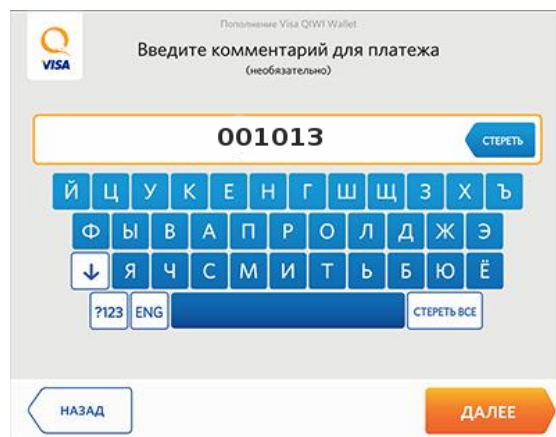 Пополнение Visa QIWI Wallet
VISA
Введите комментарий для платежа
(необязательно)
001013
СТЕРЕТЬ
Й Ц У К Е Н Г Ш Щ З Х Ъ
Ф Ы В А П Р О Л Д Ж Э
↓ Я Ч С М И Т Ь Б Ю Ё
?123 ENG СТЕРЕТЬ ВСЕ
НАЗАД ДАЛЕЕ